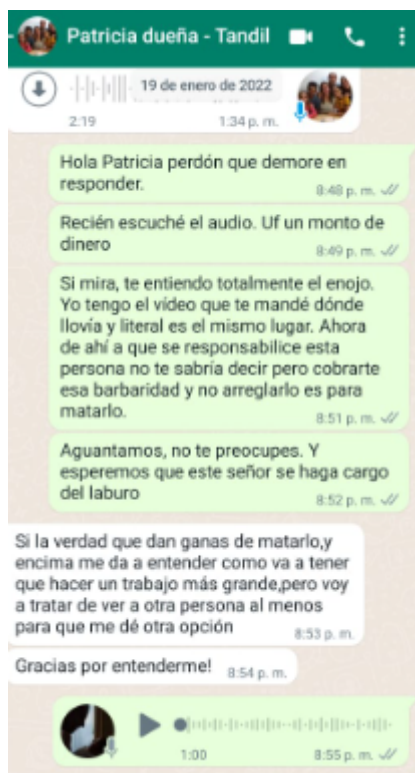 Patricia dueña - Tandil
19 de enero de 2022
2:19 1:34 p. m.
Hola Patricia perdón que demore en
responder.
8:48 p. m.
Recién escuché el audio. Uf un monto de
dinero
8:49 p. m.
Si mira, te entiendo totalmente el enojo.
Yo tengo el vídeo que te mandé dónde
llovía y literal es el mismo lugar. Ahora
de ahí a que se responsabilice esta
persona no te sabría decir pero cobrarte
esa barbaridad y no arreglarlo es para
matarlo.
8:51 p. m.
Aguantamos, no te preocupes. Y
esperemos que este señor se haga cargo
del laburo
8:52 p. m.
Si la verdad que dan ganas de matarlo,y
encima me da a entender como va a tener
que hacer un trabajo más grande,pero voy
a tratar de ver a otra persona al menos
para que me dé otra opción
8:53 p. m.
Gracias por entenderme!
8:54 p. m.
1:00 8:55 p. m.